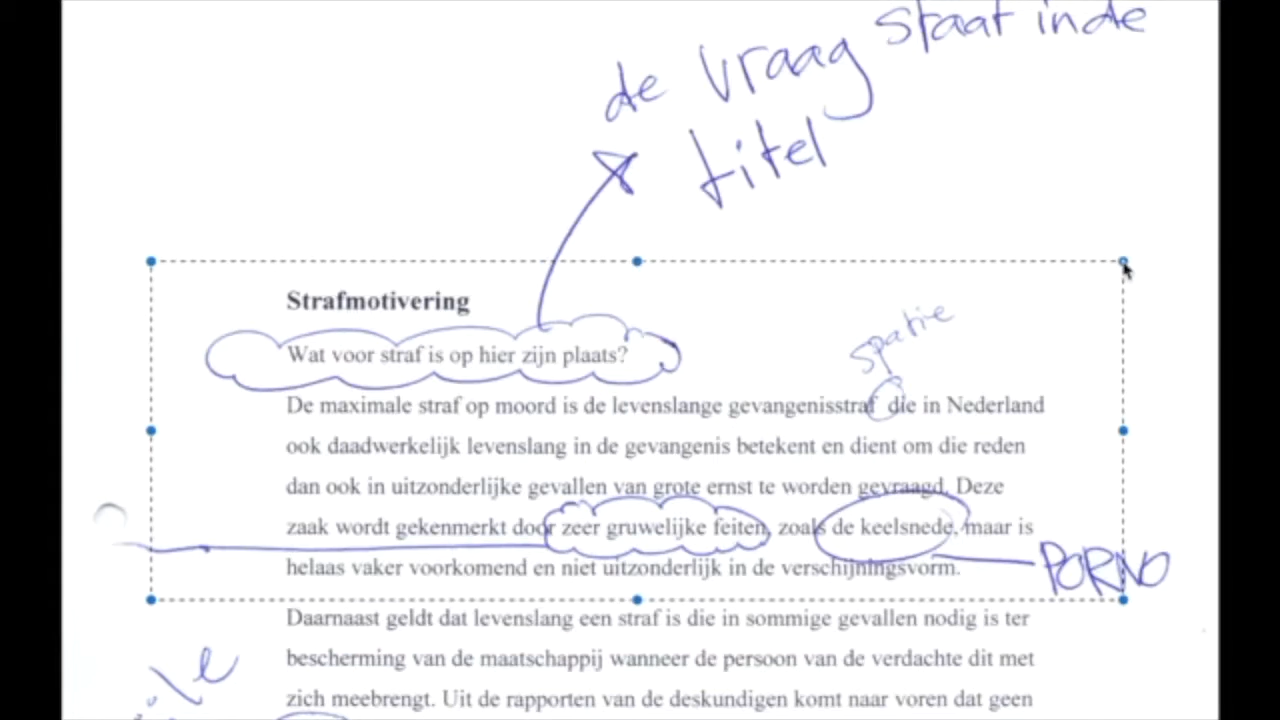 de vraag staat in de
titel
Strafmotivering
Wat voor straf is op hier zijn plaats?
spatie
De maximale straf op moord is de levenslange gevangenisstraf die in Nederland
ook daadwerkelijk levenslang in de gevangenis betekent en dient om die reden
dan ook in uitzonderlijke gevallen van grote ernst te worden gevraagd. Deze
zaak wordt gekenmerkt door zeer gruwelijke feiten, zoals de keelsnede, maar is
helaas vaker voorkomend en niet uitzonderlijk in de verschijningsvorm.
PORNO
Daarnaast geldt dat levenslang een straf is die in sommige gevallen nodig is ter
bescherming van de maatschappij wanneer de persoon van de verdachte dit met
zich meebrengt. Uit de rapporten van de deskundigen komt naar voren dat geen